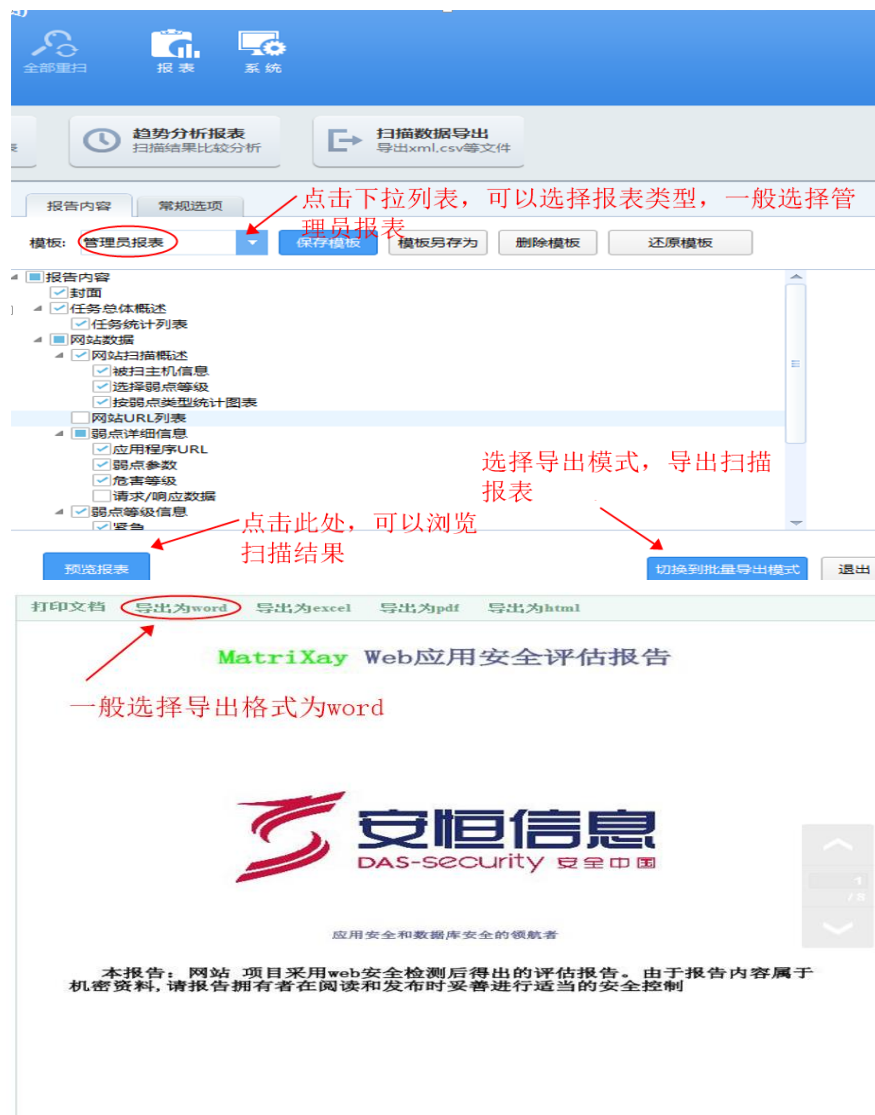 全部重扫
报 表
系 统
趋势分析报表
扫描结果比较分析
扫描数据导出
导出xml,csv等文件
报告内容
常规选项
点击下拉列表，可以选择报表类型，一般选择管
理员报表
模板:
管理员报表
保存模板
模板另存为
删除模板
还原模板
报告内容
封面
任务总体概述
任务统计列表
网站数据
网站扫描概述
被扫主机信息
选择弱点等级
按弱点类型统计图表
网站URL列表
弱点详细信息
应用程序URL
弱点参数
危害等级
请求/响应数据
弱点等级信息
紧急
选择导出模式，导出扫描
报表
点击此处，可以浏览
扫描结果
预览报表
切换到批量导出模式
退出
打印文档
导出为word
导出为excel
导出为pdf
导出为html
MatriXay Web应用安全评估报告
一般选择导出格式为word
安恒信息
DAS-security 安全中国
应用安全和数据库安全的领航者
本报告：网站 项目采用web安全检测后得出的评估报告。由于报告内容属于
机密资料,请报告拥有者在阅读和发布时妥善进行适当的安全控制
1